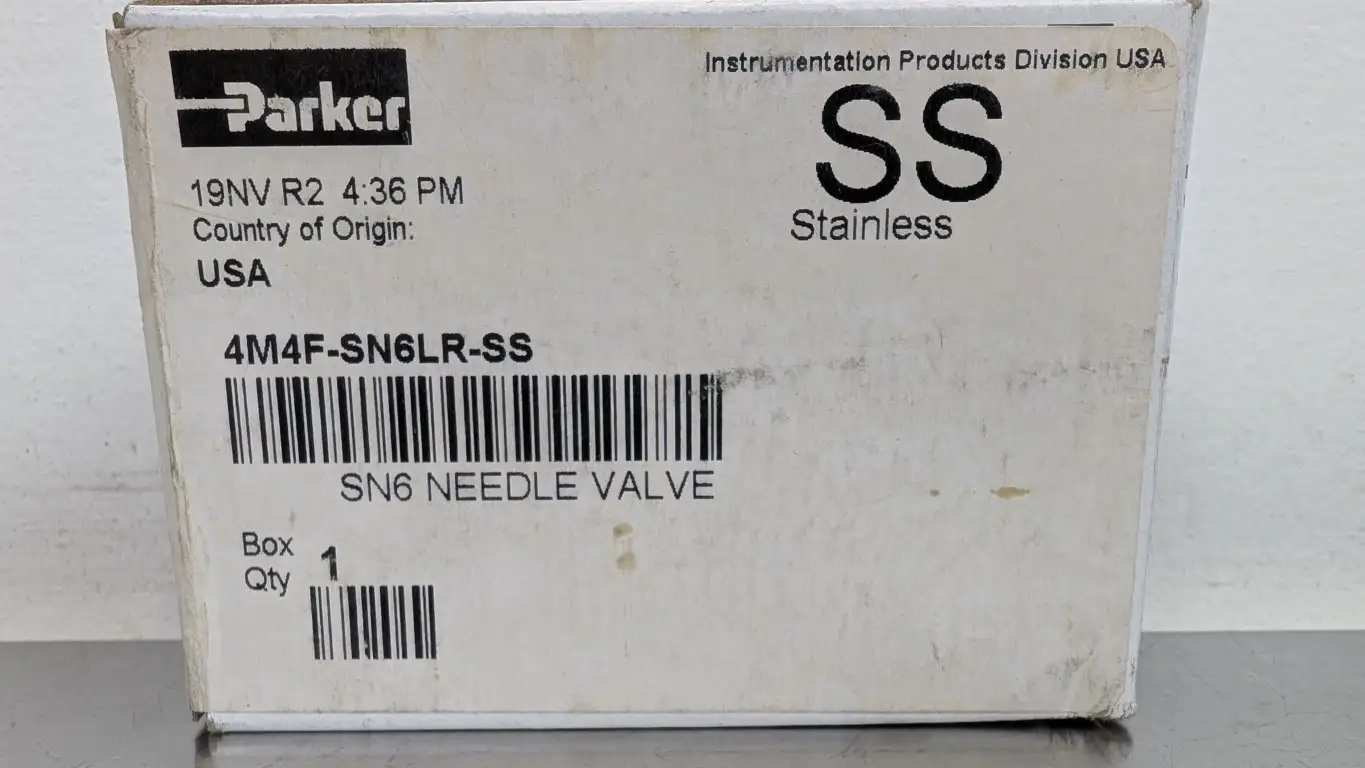 Parker
Instrumentation Products Division USA
SS
Stainless
19NV R2 4:36 PM
Country of Origin:
USA
4M4F-SN6LR-SS
SN6 NEEDLE VALVE
Box
Qty
1